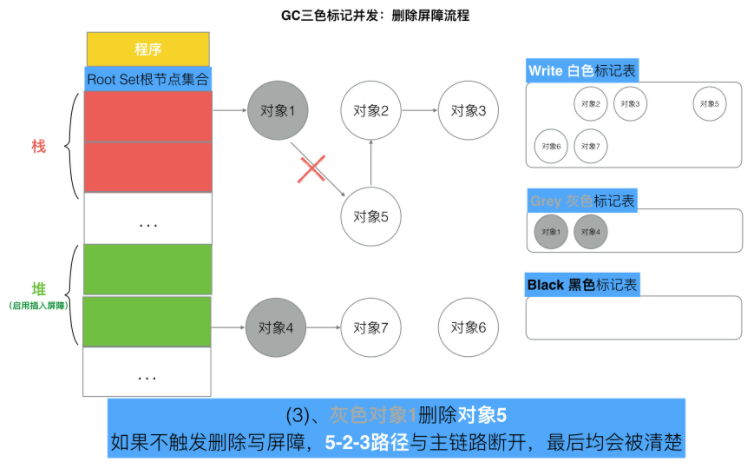 GC三色标记并发：删除屏障流程
程序
Root Set根节点集合
栈
...
堆
(启用插入屏障)
...
对象1
对象2
对象3
对象5
对象4
对象7
对象6
Write 白色标记表
对象2
对象3
对象5
对象6
对象7
Grey 灰色标记表
对象1
对象4
Black 黑色标记表
(3)、灰色对象1删除对象5
如果不触发删除写屏障，5-2-3路径与主链路断开，最后均会被清楚